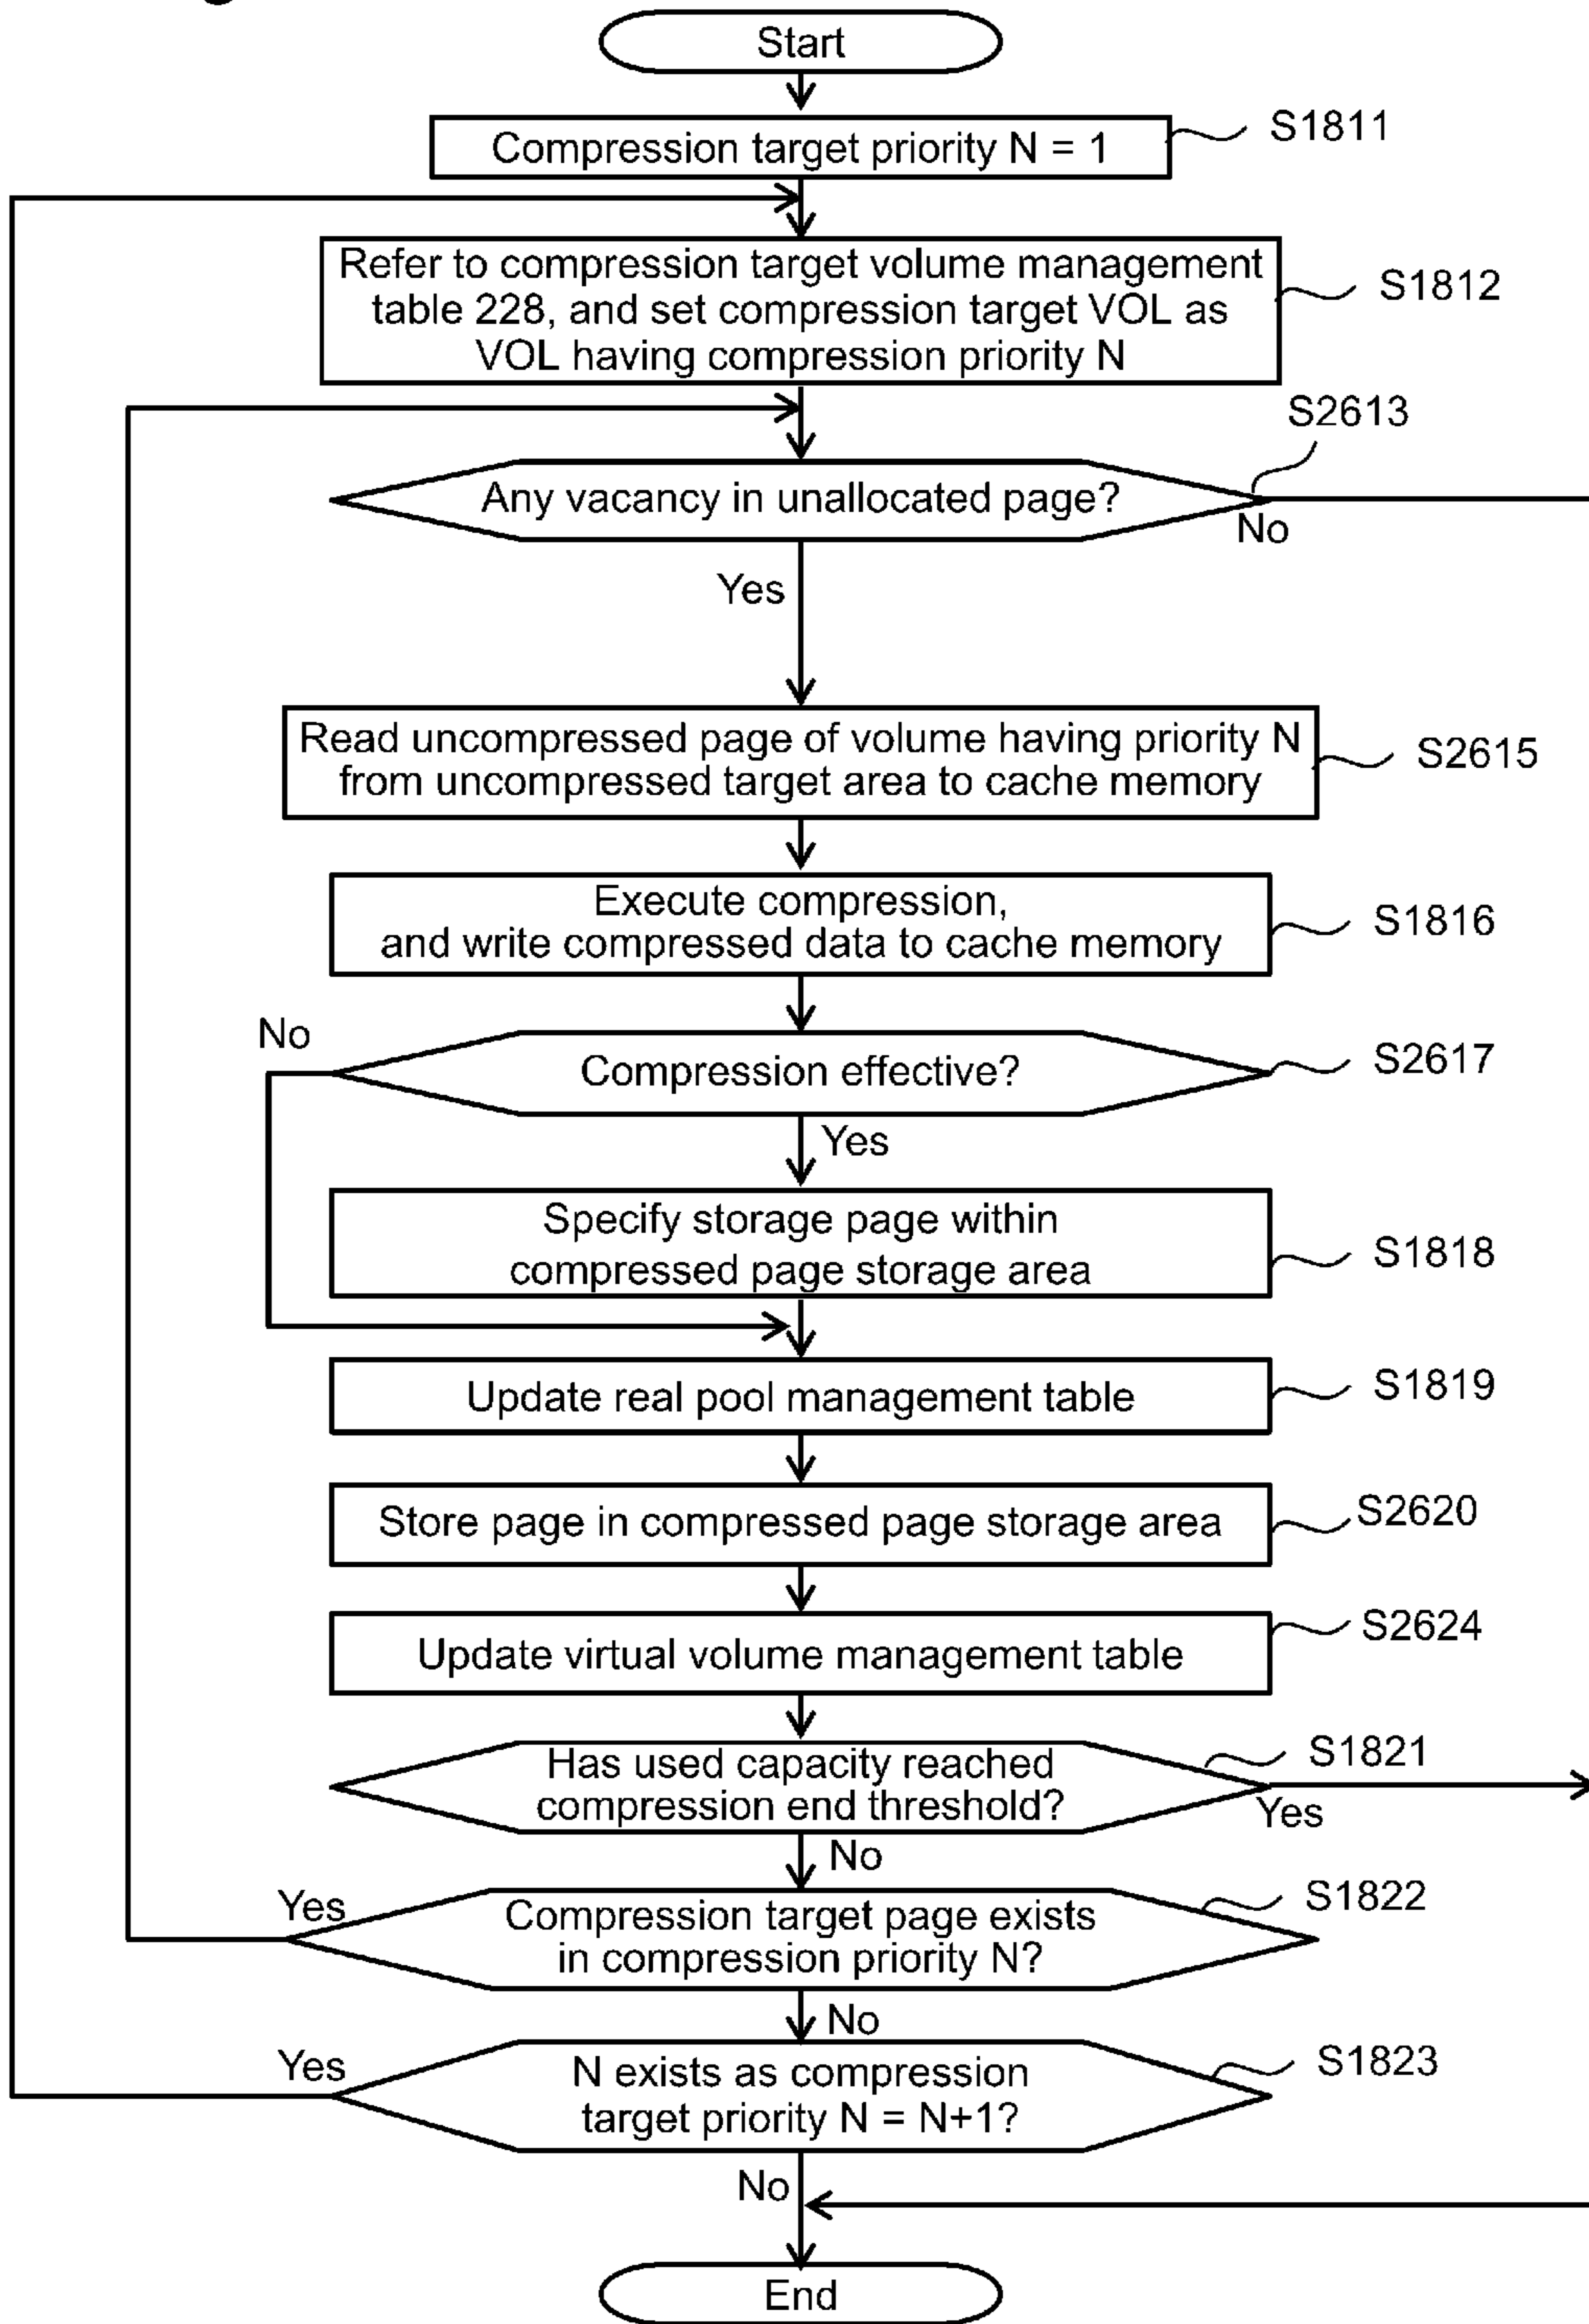 Start
Compression target priority N = 1
S1811
Refer to compression target volume management
table 228, and set compression target VOL as
VOL having compression priority N
S1812
S2613
Any vacancy in unallocated page?
No
Yes
Read uncompressed page of volume having priority N
from uncompressed target area to cache memory
S2615
Execute compression,
and write compressed data to cache memory
S1816
No
Compression effective?
S2617
Yes
Specify storage page within
compressed page storage area
S1818
Update real pool management table
S1819
Store page in compressed page storage area
S2620
Update virtual volume management table
S2624
Has used capacity reached
compression end threshold?
S1821
Yes
No
Yes
Compression target page exists
in compression priority N?
S1822
No
Yes
N exists as compression
target priority N = N+1?
S1823
No
End